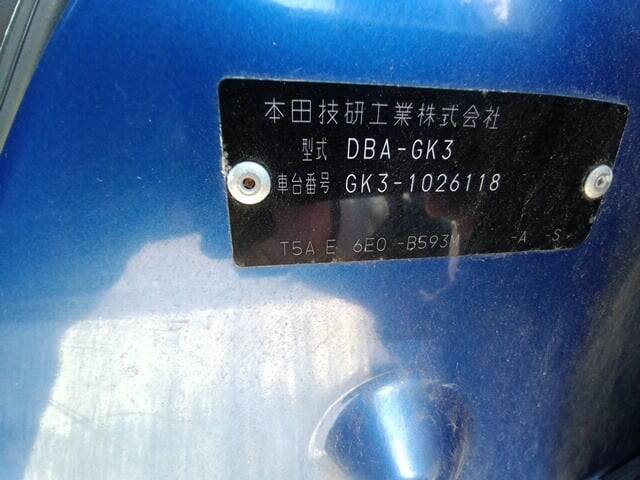 本田技研工業株式会社
型式 DBA-GK3
車台番号 GK3-1026118
T5A E 6E0 -B593M -A -S